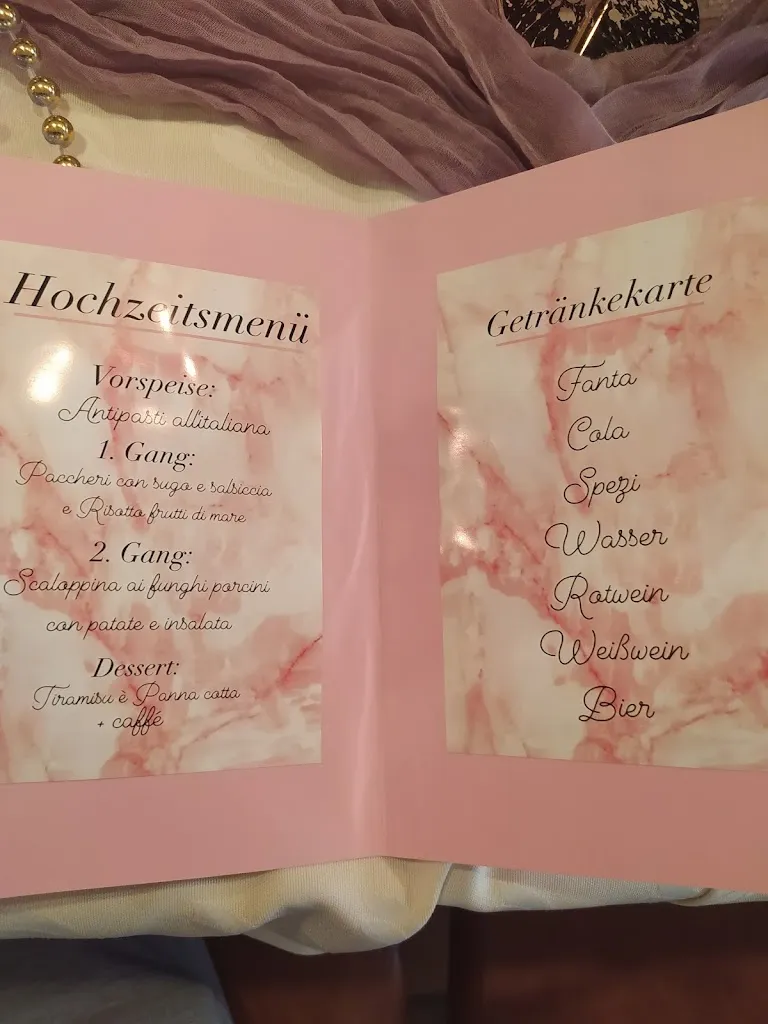 Hochzeitsmenü
Vorspeise:
Antipasti all'italiana
1. Gang:
Paccheri con sugo e salsiccia
e Risotto frutti di mare
2. Gang:
Scaloppina ai funghi porcini
con patate e insalata
Dessert:
Tiramisu è Panna cotta
+ caffé
Getränkekarte
Fanta
Cola
Spezi
Wasser
Rotwein
Weißwein
Bier